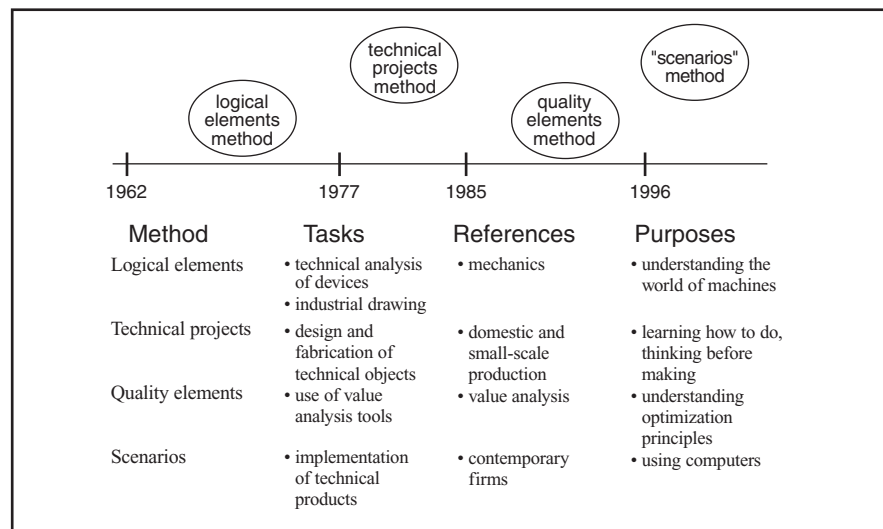 technical
projects
method
"scenarios"
method
logical
elements
method
quality
elements
method
1962
1977
1985
1996
Method
Tasks
References
Purposes
Logical elements
• technical analysis
of devices
• industrial drawing
• mechanics
• understanding the
world of machines
Technical projects
• design and
fabrication of
technical objects
• domestic and
small-scale
production
• learning how to do,
thinking before
making
Quality elements
• use of value
analysis tools
• value analysis
• understanding
optimization
principles
Scenarios
• implementation
of technical
products
• contemporary
firms
• using computers